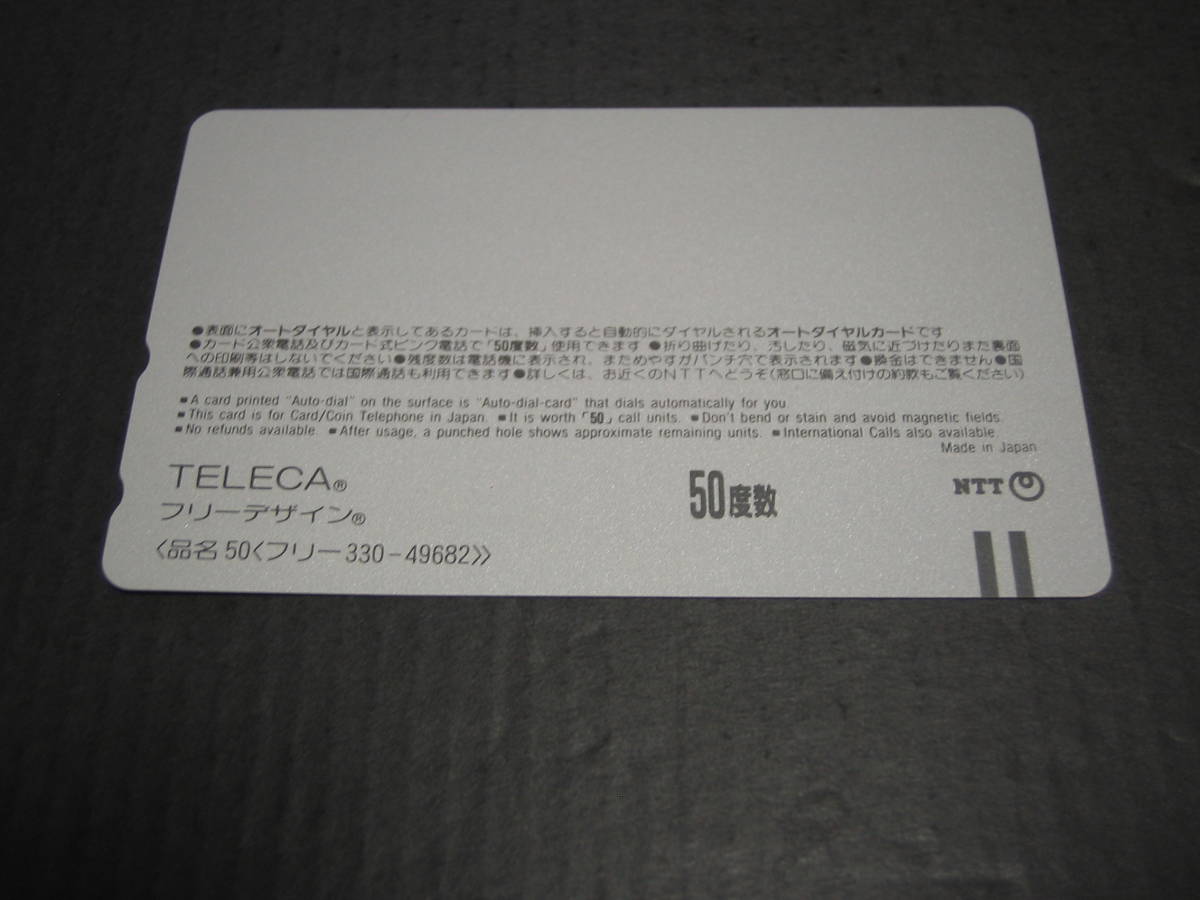 ●表面にオートダイヤルと表示してあるカードは、挿入すると自動的にダイヤルされるオートダイヤルカードです
●カード公衆電話及びカード式ピンク電話で「50度数」使用できます ●折り曲げたり、汚したり、磁気に近づけたりまた裏面
への印刷等はしないでください ●残度数は電話機に表示され、まためやすがパンチ穴で表示されます ●換金はできません ●国
際通話兼用公衆電話では国際通話も利用できます ●詳しくは、お近くのNTTへどうぞ(窓口に備え付けの約款もご覧ください)
■A card printed "Auto-dial" on the surface is "Auto-dial-card" that dials automatically for you.
■This card is for Card/Coin Telephone in Japan. ■It is worth「50」call units. ■Don't bend or stain and avoid magnetic fields.
■No refunds available. ■After usage, a punched hole shows approximate remaining units. ■International Calls also available.
Made in Japan
TELECA®
フリーデザイン®
50度数
NTT
〈品名 50〈フリー330-49682〉〉